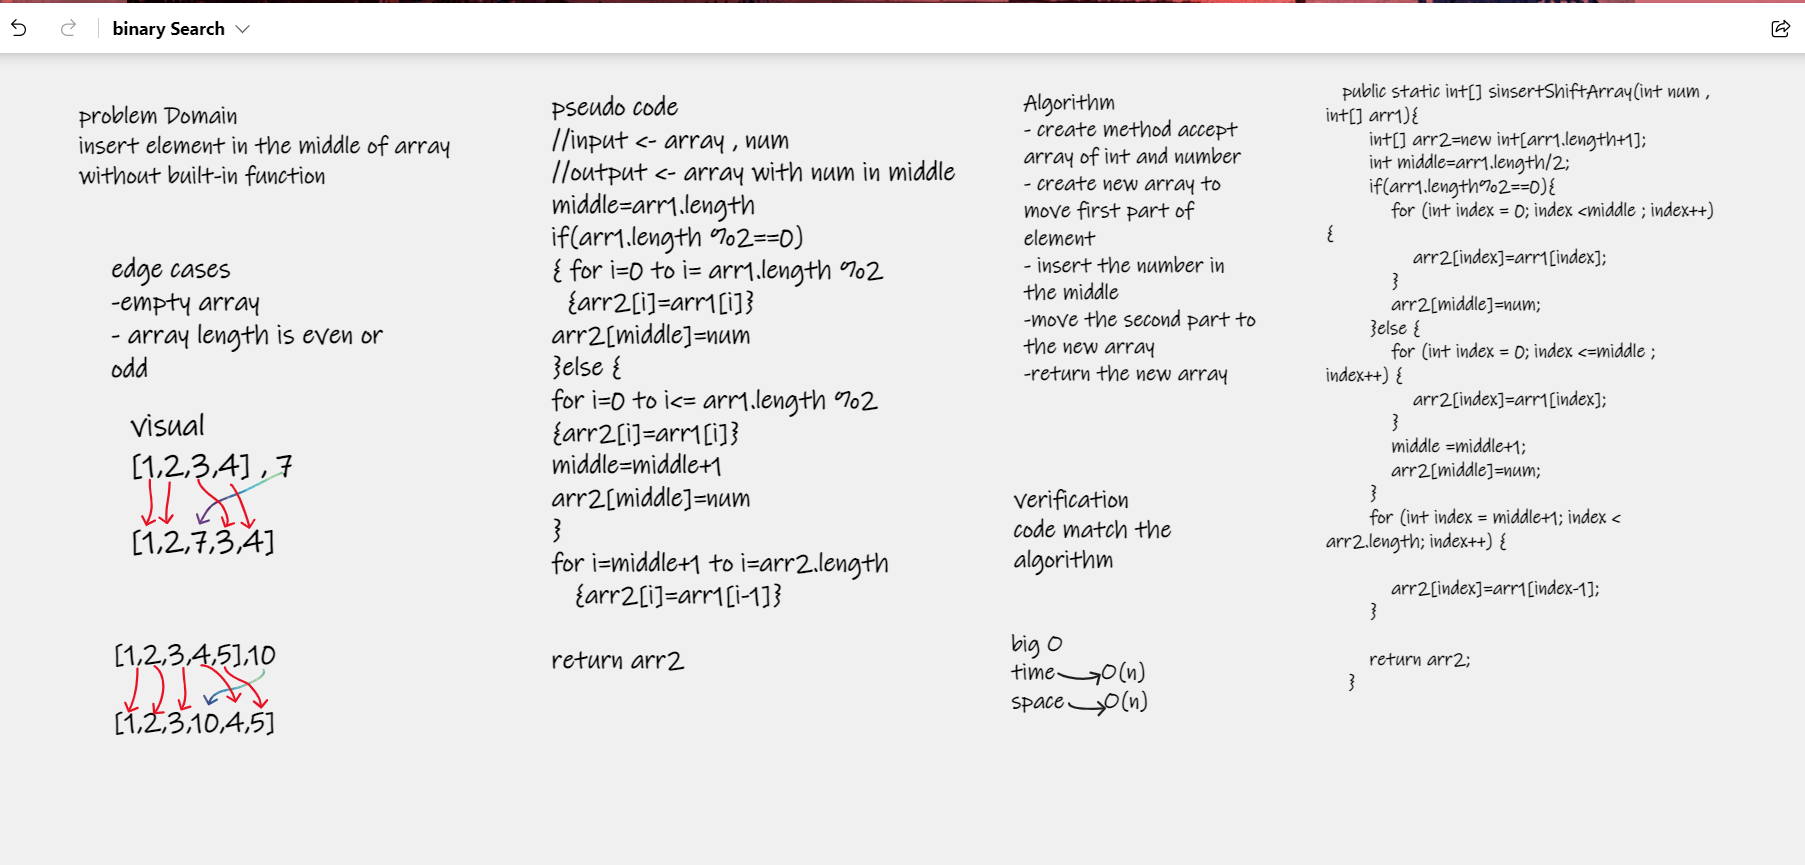 binary Search
problem Domain
insert element in the middle of array
without built-in function
edge cases
-empty array
- array length is even or
odd
visual
[1,2,3,4] , 7
[1,2,7,3,4]
[1,2,3,4,5],10
[1,2,3,10,4,5]
pseudo code
//input <- array , num
//output <- array with num in middle
middle=arr1.length
if(arr1.length %2==0)
{ for i=0 to i= arr1.length %2
{arr2[i]=arr1[i]}
arr2[middle]=num
}else {
for i=0 to i<= arr1.length %2
{arr2[i]=arr1[i]}
middle=middle+1
arr2[middle]=num
}
for i=middle+1 to i=arr2.length
{arr2[i]=arr1[i-1]}
return arr2
Algorithm
- create method accept
array of int and number
- create new array to
move first part of
element
- insert the number in
the middle
-move the second part to
the new array
-return the new array
verification
code match the
algorithm
big O
time O(n)
space O(n)
public static int[] sinsertShiftArray(int num ,
int[] arr1){
int[] arr2=new int[arr1.length+1];
int middle=arr1.length/2;
if(arr1.length%2==0){
for (int index = 0; index <middle ; index++)
{
arr2[index]=arr1[index];
}
arr2[middle]=num;
}else {
for (int index = 0; index <=middle ;
index++) {
arr2[index]=arr1[index];
}
middle =middle+1;
arr2[middle]=num;
}
for (int index = middle+1; index <
arr2.length; index++) {
arr2[index]=arr1[index-1];
}
return arr2;
}